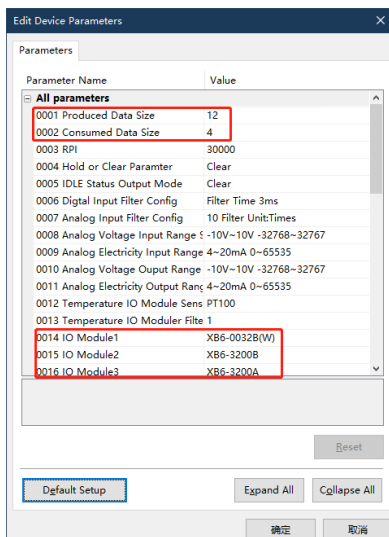 Edit Device Parameters
Parameters
Parameter Name Value
All parameters
0001 Produced Data Size 12
0002 Consumed Data Size 4
0003 RPI 30000
0004 Hold or Clear Paramter Clear
0005 IDLE Status Output Mode Clear
0006 Digtal Input Filter Config Filter Time 3ms
0007 Analog Input Filter Config 10 Filter Unit:Times
0008 Analog Voltage Input Range S -10V~10V -32768~32767
0009 Analog Electricity Input Range 4~20mA 0~65535
0010 Analog Voltage Ouput Range -10V~10V -32768~32767
0011 Analog Electricity Output Rang 4~20mA 0~65535
0012 Temperature IO Module Sens PT100
0013 Temperature IO Moduler Filte 1
0014 IO Module1 XB6-0032B(W)
0015 IO Module2 XB6-3200B
0016 IO Module3 XB6-3200A
Reset
Default Setup Expand All Collapse All
确定 取消